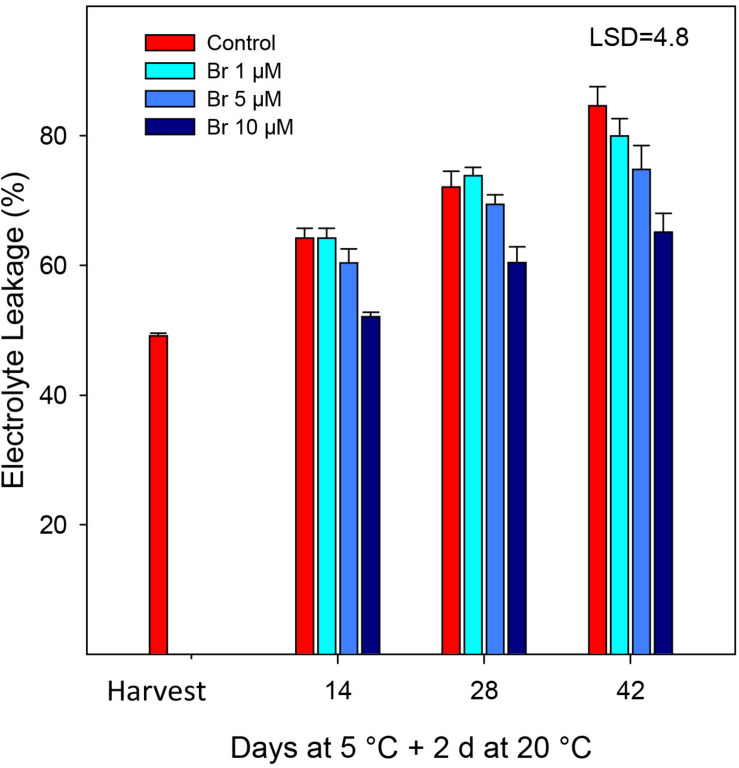 Control
Br 1 µM
Br 5 µM
Br 10 µM
LSD=4.8
Electrolyte Leakage (%)
80
60
40
20
Harvest 14 28 42
Days at 5 °C + 2 d at 20 °C